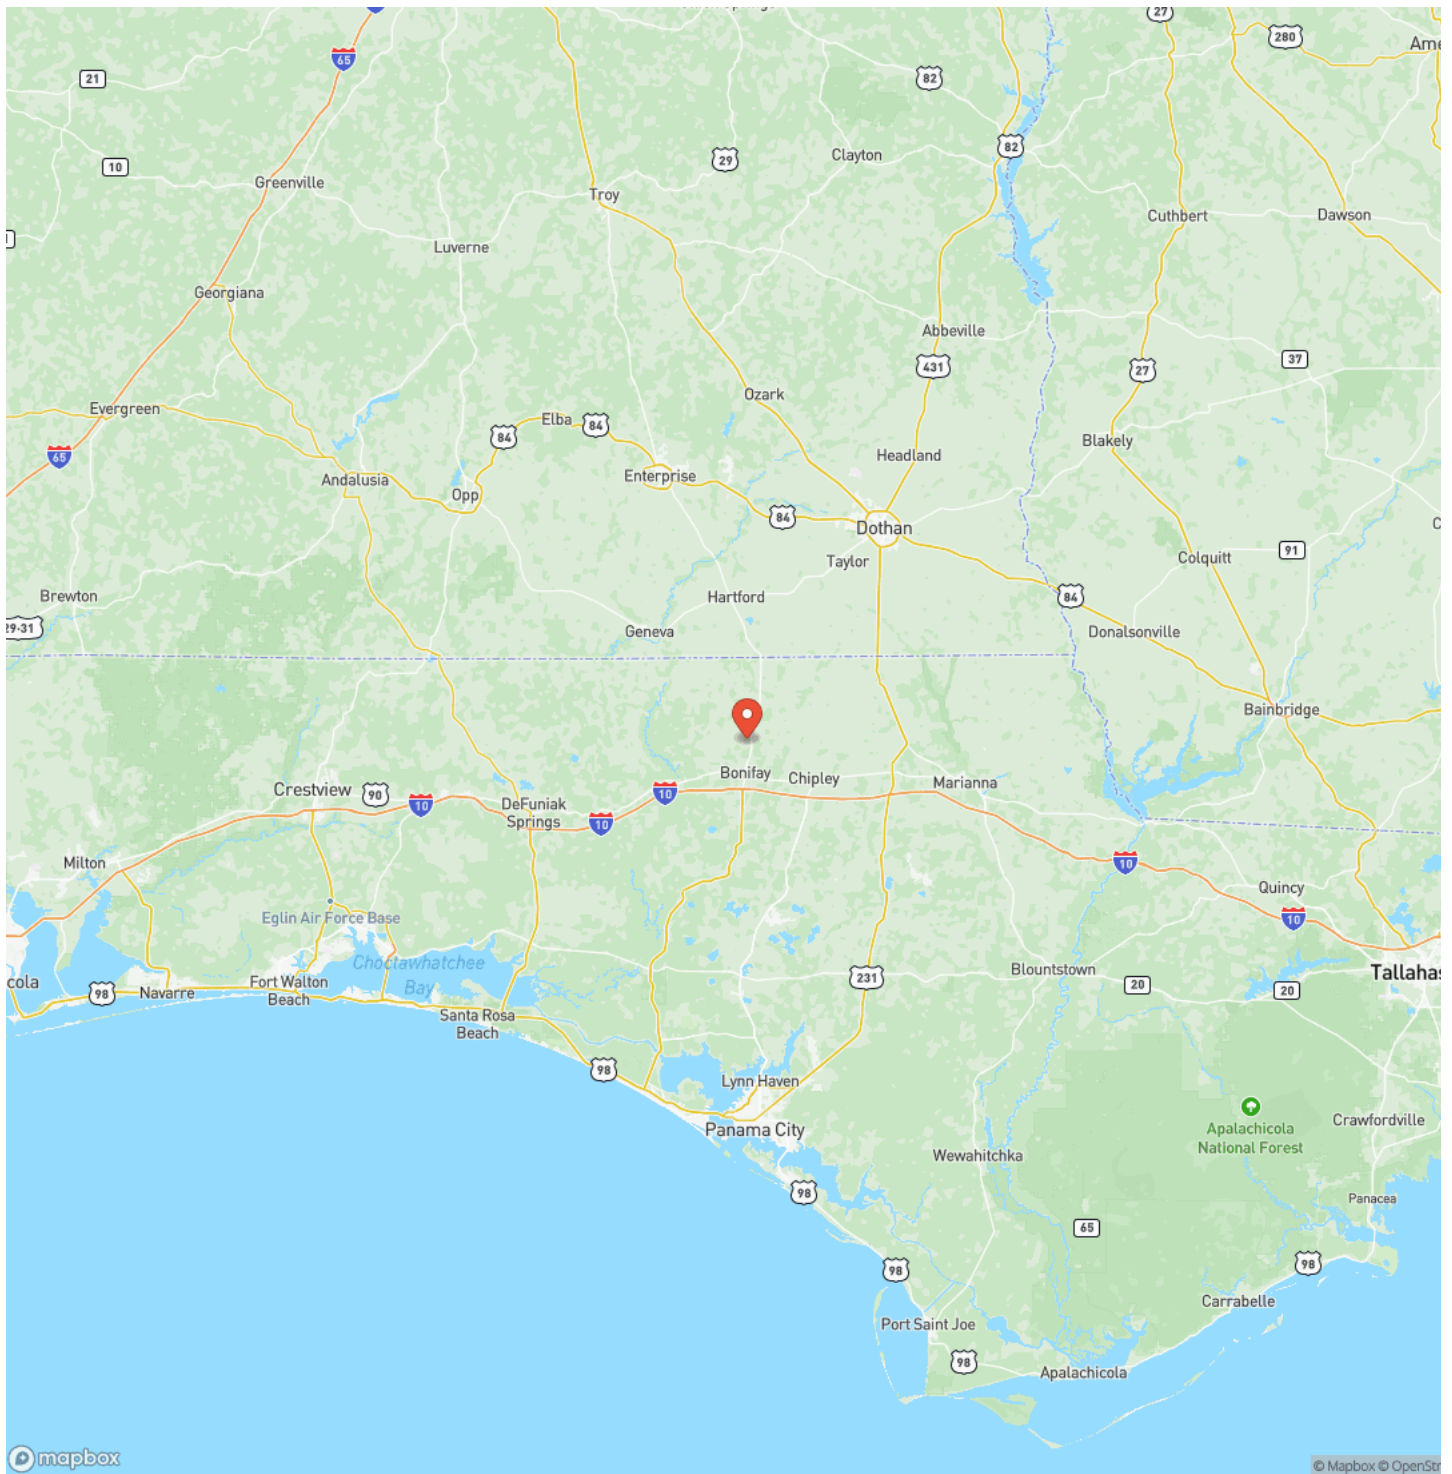 27
280
Ame
65
21
82
82
29
Clayton
10
Greenville
Troy
Cuthbert
Dawson
Luverne
Georgiana
Abbeville
431
37
27
Ozark
Evergreen
Elba
84
84
Blakely
65
Headland
Andalusia
Enterprise
Opp
84
Dothan
Taylor
91
Colquitt
Brewton
Hartford
84
29-31
Geneva
Donalsonville
Bainbridge
Bonifay
Chipley
Marianna
Crestview
90
10
10
DeFuniak
Springs
10
Milton
10
Quincy
Eglin Air Force Base
10
Choctawhatchee
Bay
Blountstown
Tallahas
cola
Fort Walton
Beach
Navarre
98
231
20
20
Santa Rosa
Beach
98
Lynn Haven
Panama City
Apalachicola
National Forest
Crawfordville
Wewahitchka
98
Panacea
65
98
98
Carrabelle
Port Saint Joe
98
Apalachicola
mapbox
© Mapbox © OpenStr